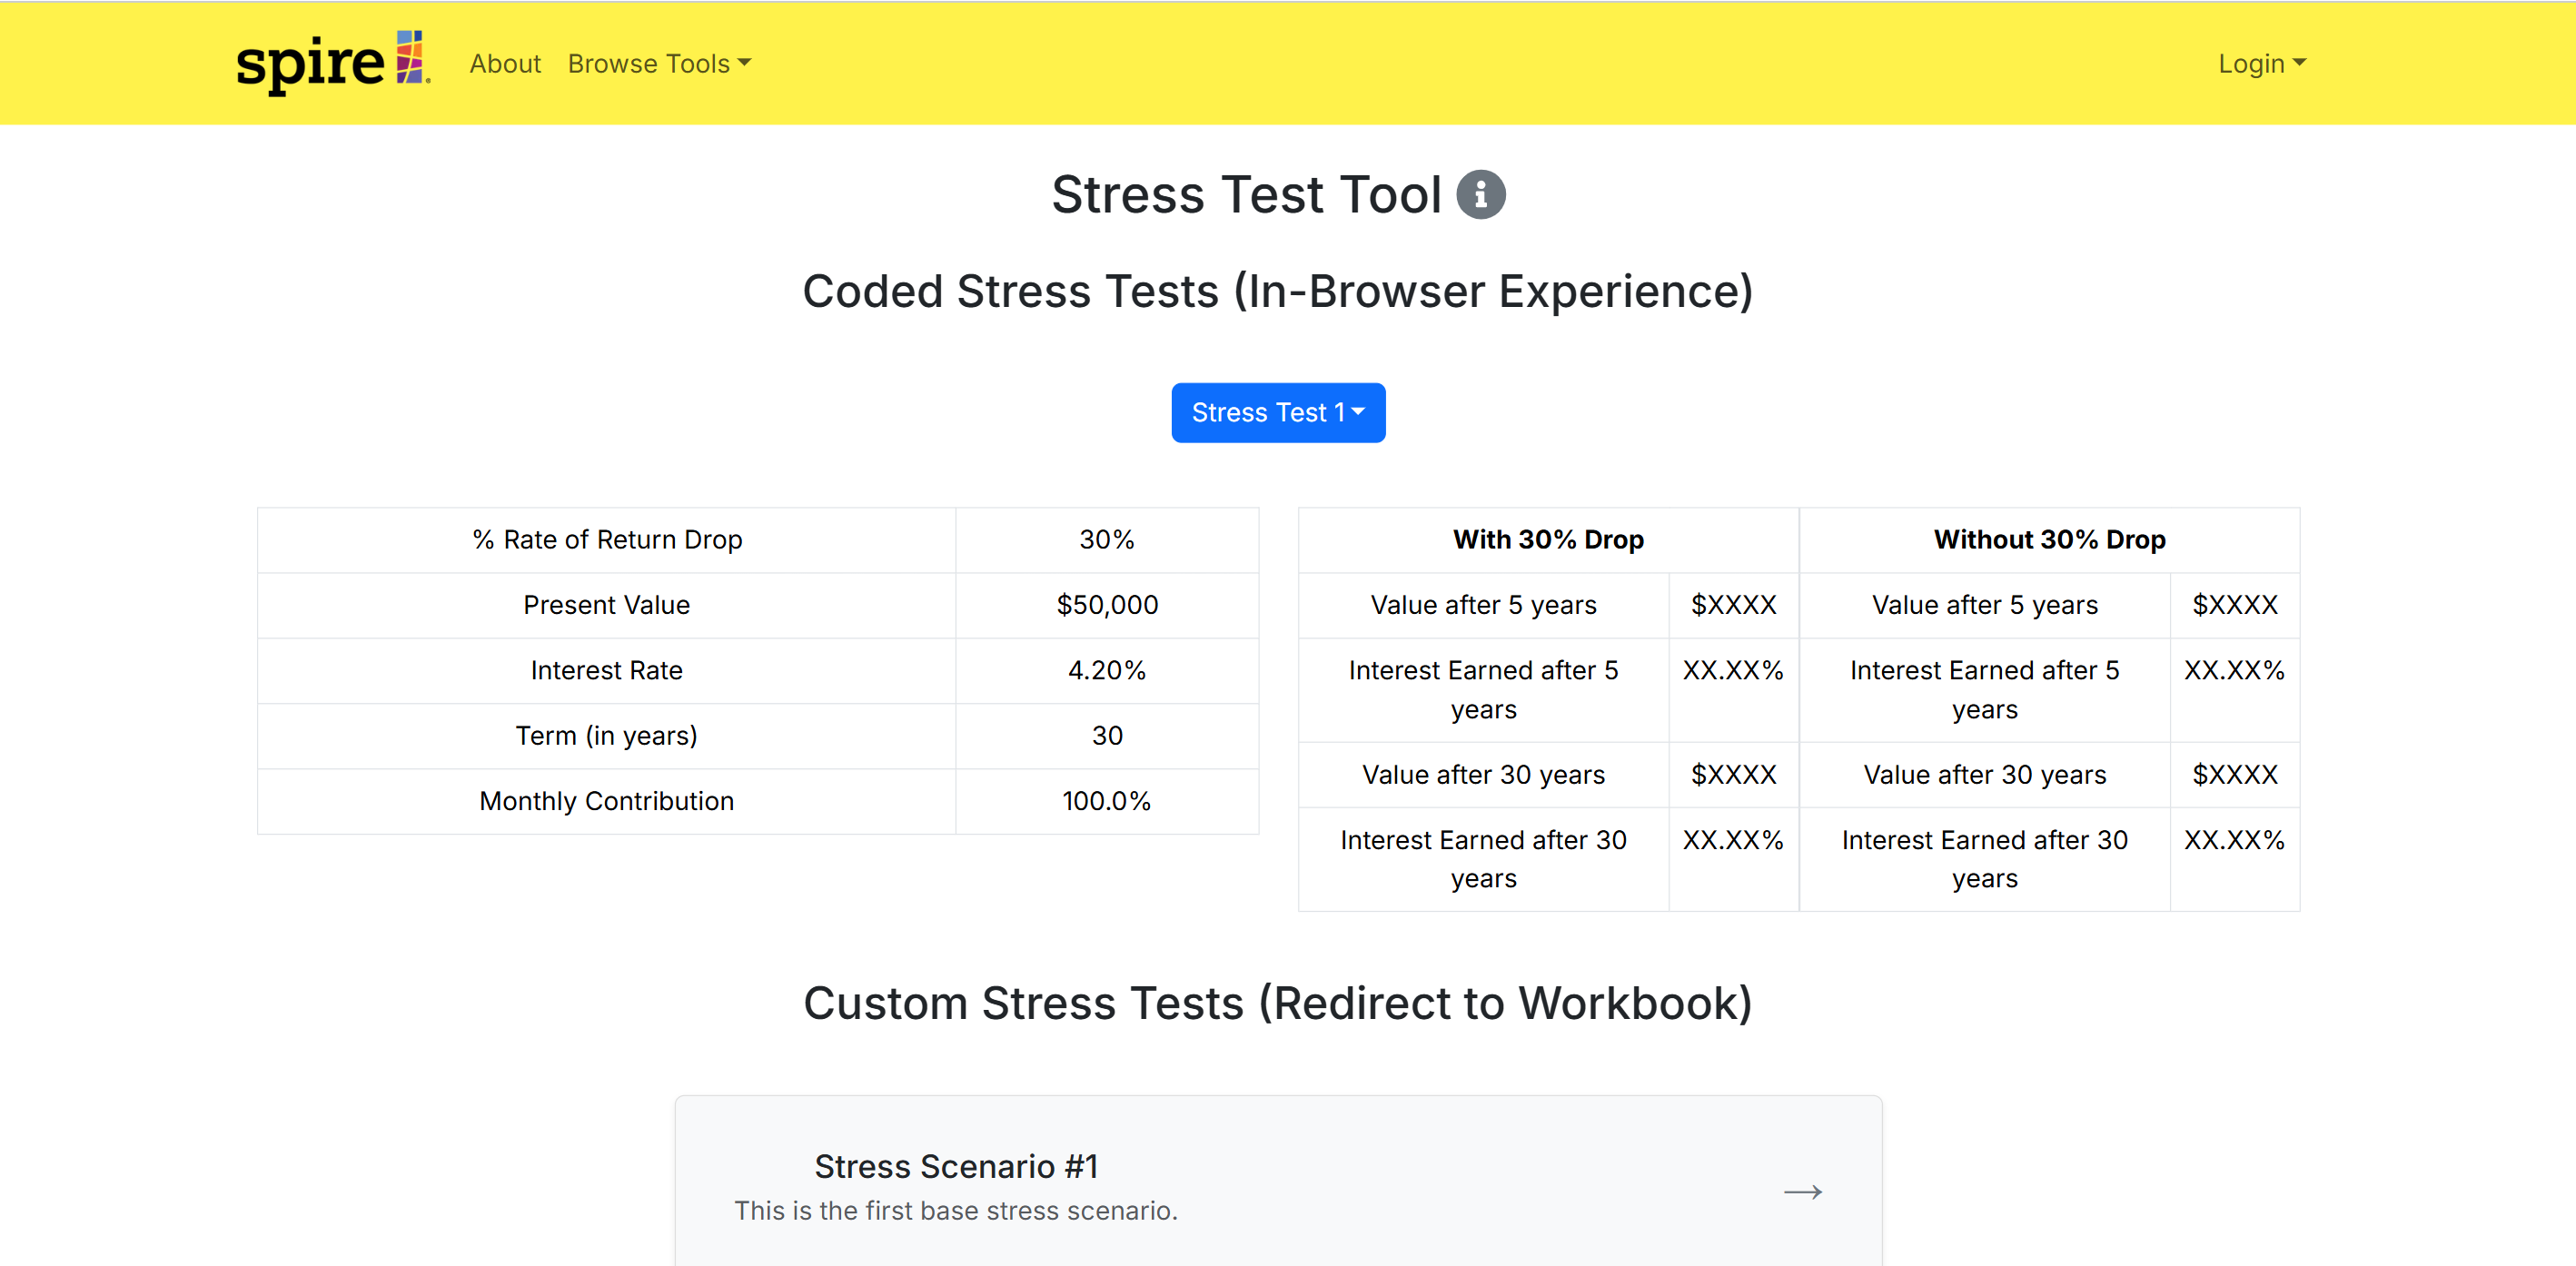 spire
About
Browse Tools
Login
Stress Test Tool
Coded Stress Tests (In-Browser Experience)
Stress Test 1
% Rate of Return Drop 30%
Present Value $50,000
Interest Rate 4.20%
Term (in years) 30
Monthly Contribution 100.0%
With 30% Drop
Without 30% Drop
Value after 5 years $XXXX Value after 5 years $XXXX
Interest Earned after 5 XX.XX% Interest Earned after 5 XX.XX%
years years
Value after 30 years $XXXX Value after 30 years $XXXX
Interest Earned after 30 XX.XX% Interest Earned after 30 XX.XX%
years years
Custom Stress Tests (Redirect to Workbook)
Stress Scenario #1
This is the first base stress scenario.